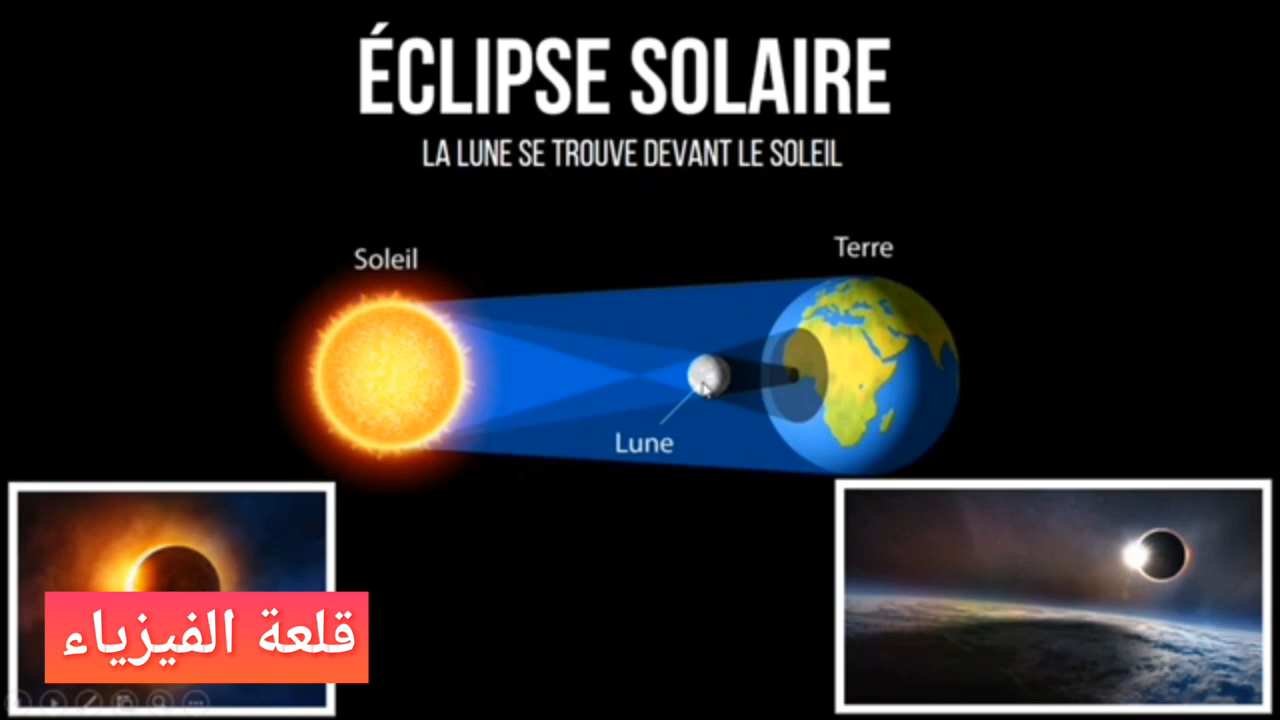 ÉCLIPSE SOLAIRE
LA LUNE SE TROUVE DEVANT LE SOLEIL
Soleil
Terre
Lune
قلعة الفيزياء